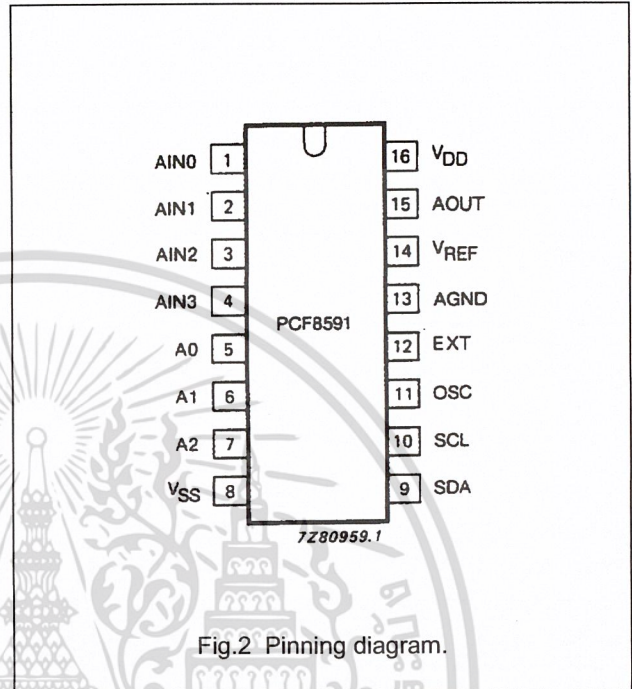 AIN0 1
AIN1 2
AIN2 3
AIN3 4
A0 5
A1 6
A2 7
VSS 8
PCF8591
16 VDD
15 AOUT
14 VREF
13 AGND
12 EXT
11 OSC
10 SCL
9 SDA
7Z80959.1
Fig.2 Pinning diagram.